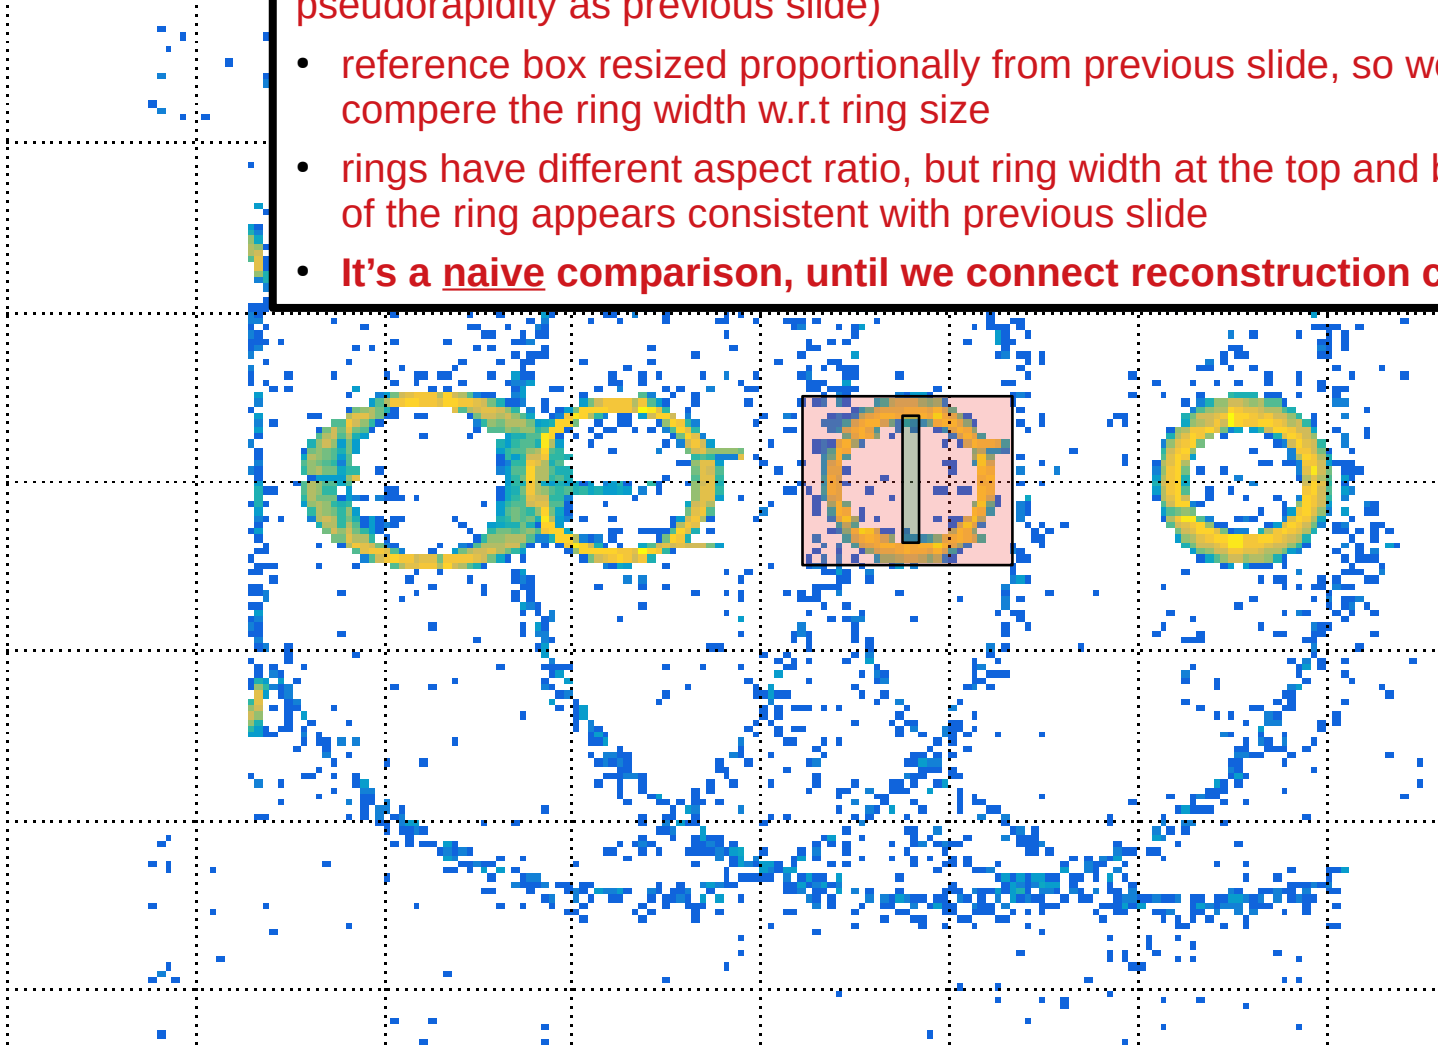 pseudorapidity as previous slide)
• reference box resized proportionally from previous slide, so we
compere the ring width w.r.t ring size
• rings have different aspect ratio, but ring width at the top and
of the ring appears consistent with previous slide
• It’s a naive comparison, until we connect reconstruction